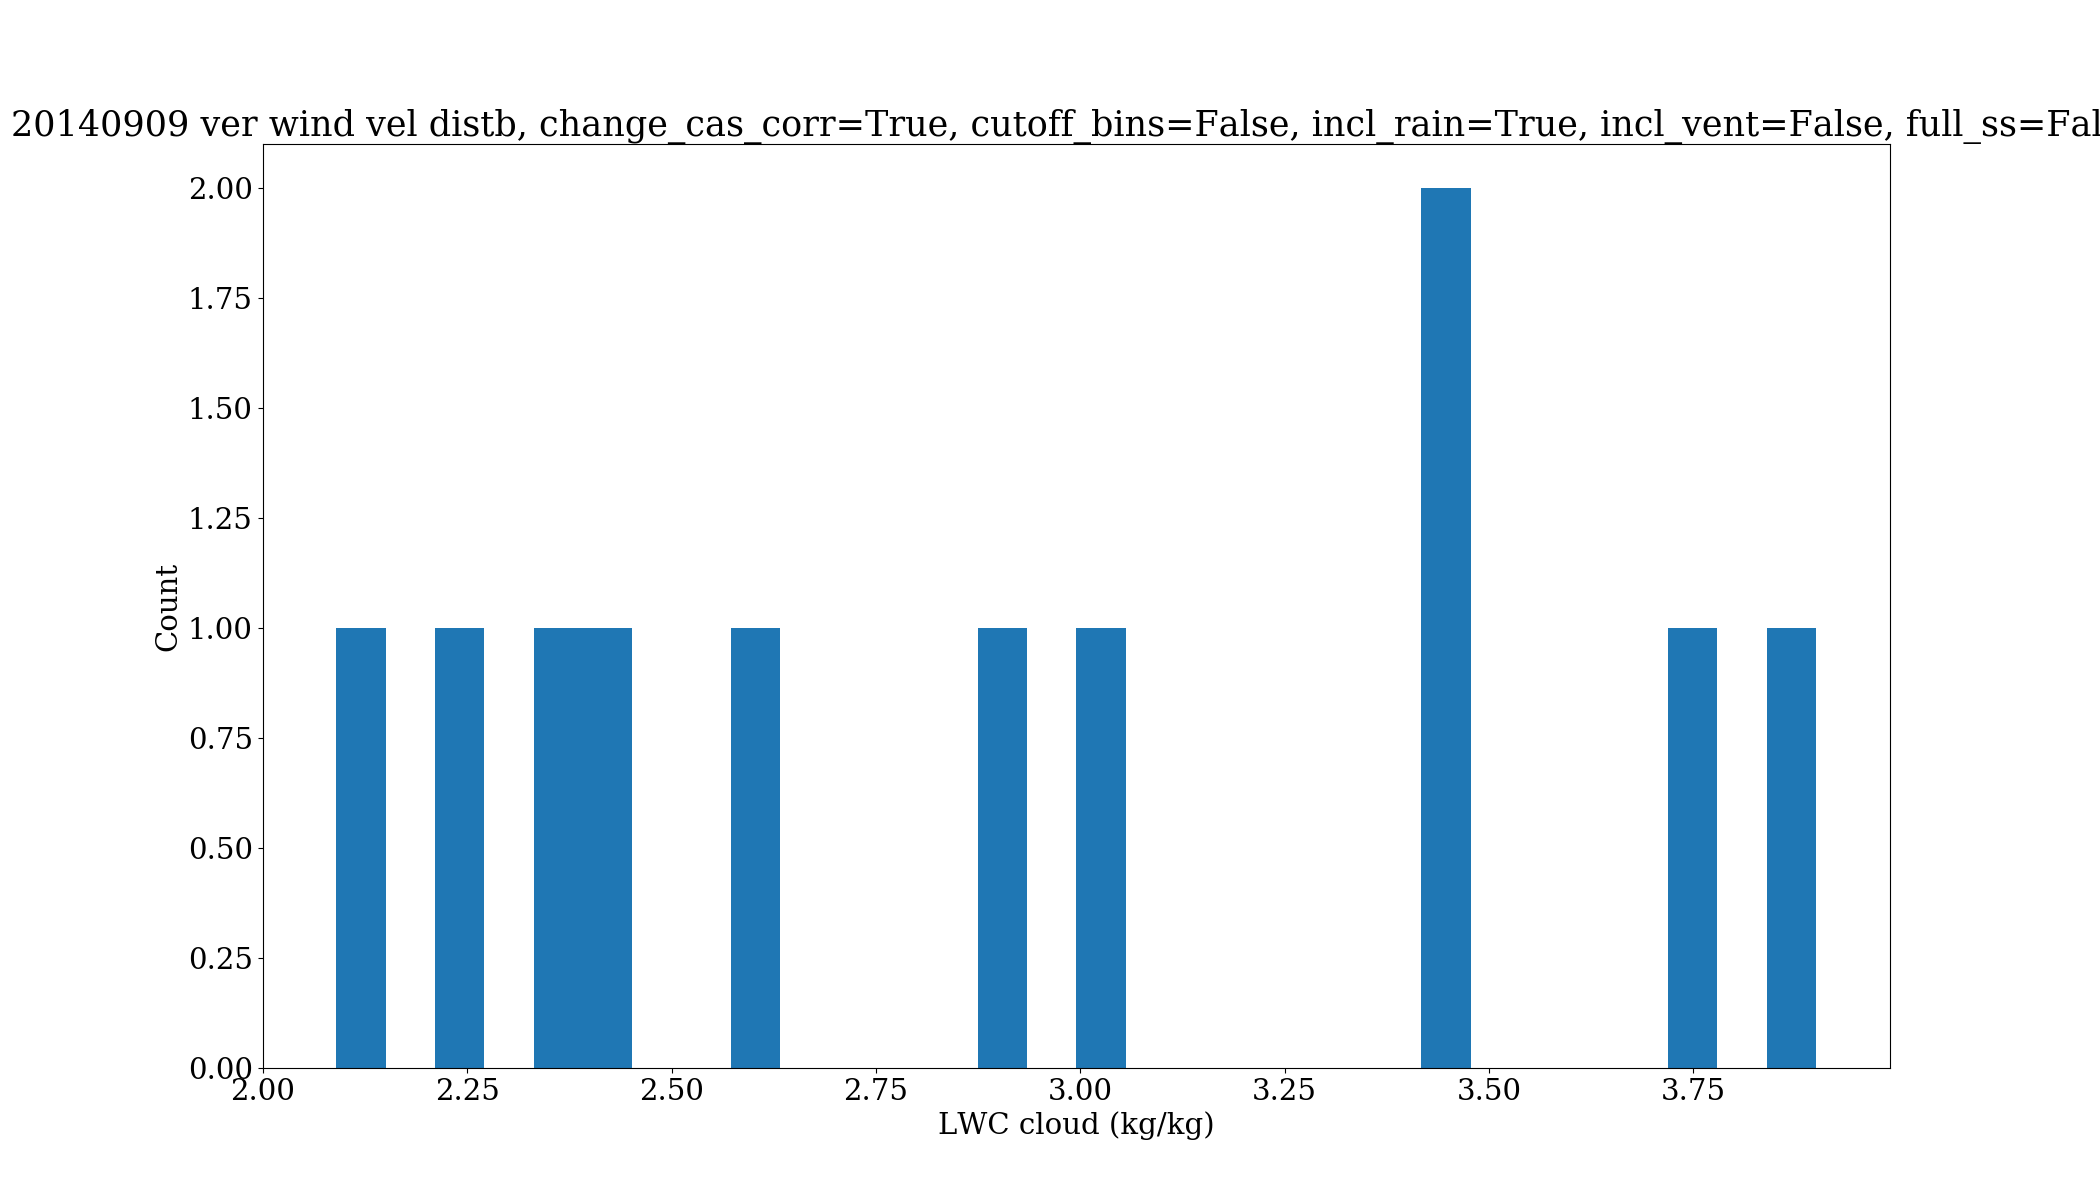 20140909 ver wind vel distb, change_cas_corr=True, cutoff_bins=False, incl_rain=True, incl_vent=False, full_ss=Fal
2.00
1.75
1.50
1.25
1.00
0.75
0.50
0.25
0.00
Count
2.00 2.25 2.50 2.75 3.00 3.25 3.50 3.75
LWC cloud (kg/kg)